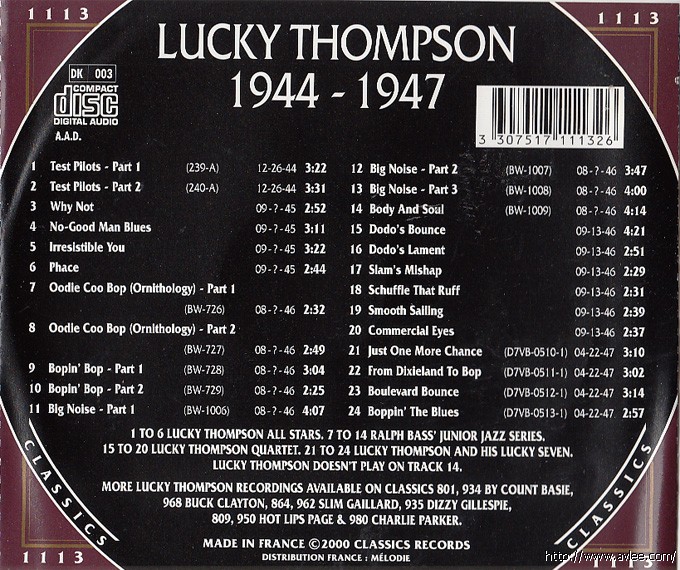 1113
1113
LUCKY THOMPSON
1944 - 1947
DK 003
COMPACT
disc
DIGITAL AUDIO
A.A.D.
3 307517 111326
1 Test Pilots - Part 1 (239-A) 12-26-44 3:22
2 Test Pilots - Part 2 (240-A) 12-26-44 3:31
3 Why Not 09-?-45 2:52
4 No-Good Man Blues 09-?-45 3:11
5 Irresistible You 09-?-45 3:22
6 Phace 09-?-45 2:44
7 Oodie Coo Bop (Ornithology) - Part 1
(BW-726) 08-?-46 2:32
8 Oodie Coo Bop (Ornithology) - Part 2
(BW-727) 08-?-46 2:49
9 Bopin' Bop - Part 1 (BW-728) 08-?-46 3:04
10 Bopin' Bop - Part 2 (BW-729) 08-?-46 2:25
11 Big Noise - Part 1 (BW-1006) 08-?-46 4:07
12 Big Noise - Part 2 (BW-1007) 08-?-46 3:47
13 Big Noise - Part 3 (BW-1008) 08-?-46 4:00
14 Body And Soul (BW-1009) 08-?-46 4:14
15 Dodo's Bounce 09-13-46 4:21
16 Dodo's Lament 09-13-46 2:51
17 Slam's Mishap 09-13-46 2:29
18 Schuffle That Ruff 09-13-46 2:31
19 Smooth Sailing 09-13-46 2:39
20 Commercial Eyes 09-13-46 2:37
21 Just One More Chance (D7VB-0510-1) 04-22-47 3:10
22 From Dixieland To Bop (D7VB-0511-1) 04-22-47 3:02
23 Boulevard Bounce (D7VB-0512-1) 04-22-47 3:14
24 Boppin' The Blues (D7VB-0513-1) 04-22-47 2:57
1 TO 6 LUCKY THOMPSON ALL STARS. 7 TO 14 RALPH BASS' JUNIOR JAZZ SERIES.
15 TO 20 LUCKY THOMPSON QUARTET. 21 TO 24 LUCKY THOMPSON AND HIS LUCKY SEVEN.
LUCKY THOMPSON DOESN'T PLAY ON TRACK 14.
MORE LUCKY THOMPSON RECORDINGS AVAILABLE ON CLASSICS 801, 934 BY COUNT BASIE,
968 BUCK CLAYTON, 864, 962 SLIM GAILLARD, 935 DIZZY GILLESPIE,
809, 950 HOT LIPS PAGE & 980 CHARLIE PARKER.
MADE IN FRANCE ©2000 CLASSICS RECORDS
DISTRIBUTION FRANCE : MÉLODIE
CLASSICS
CLASSICS
1113
1113
http://www.avlee.com/